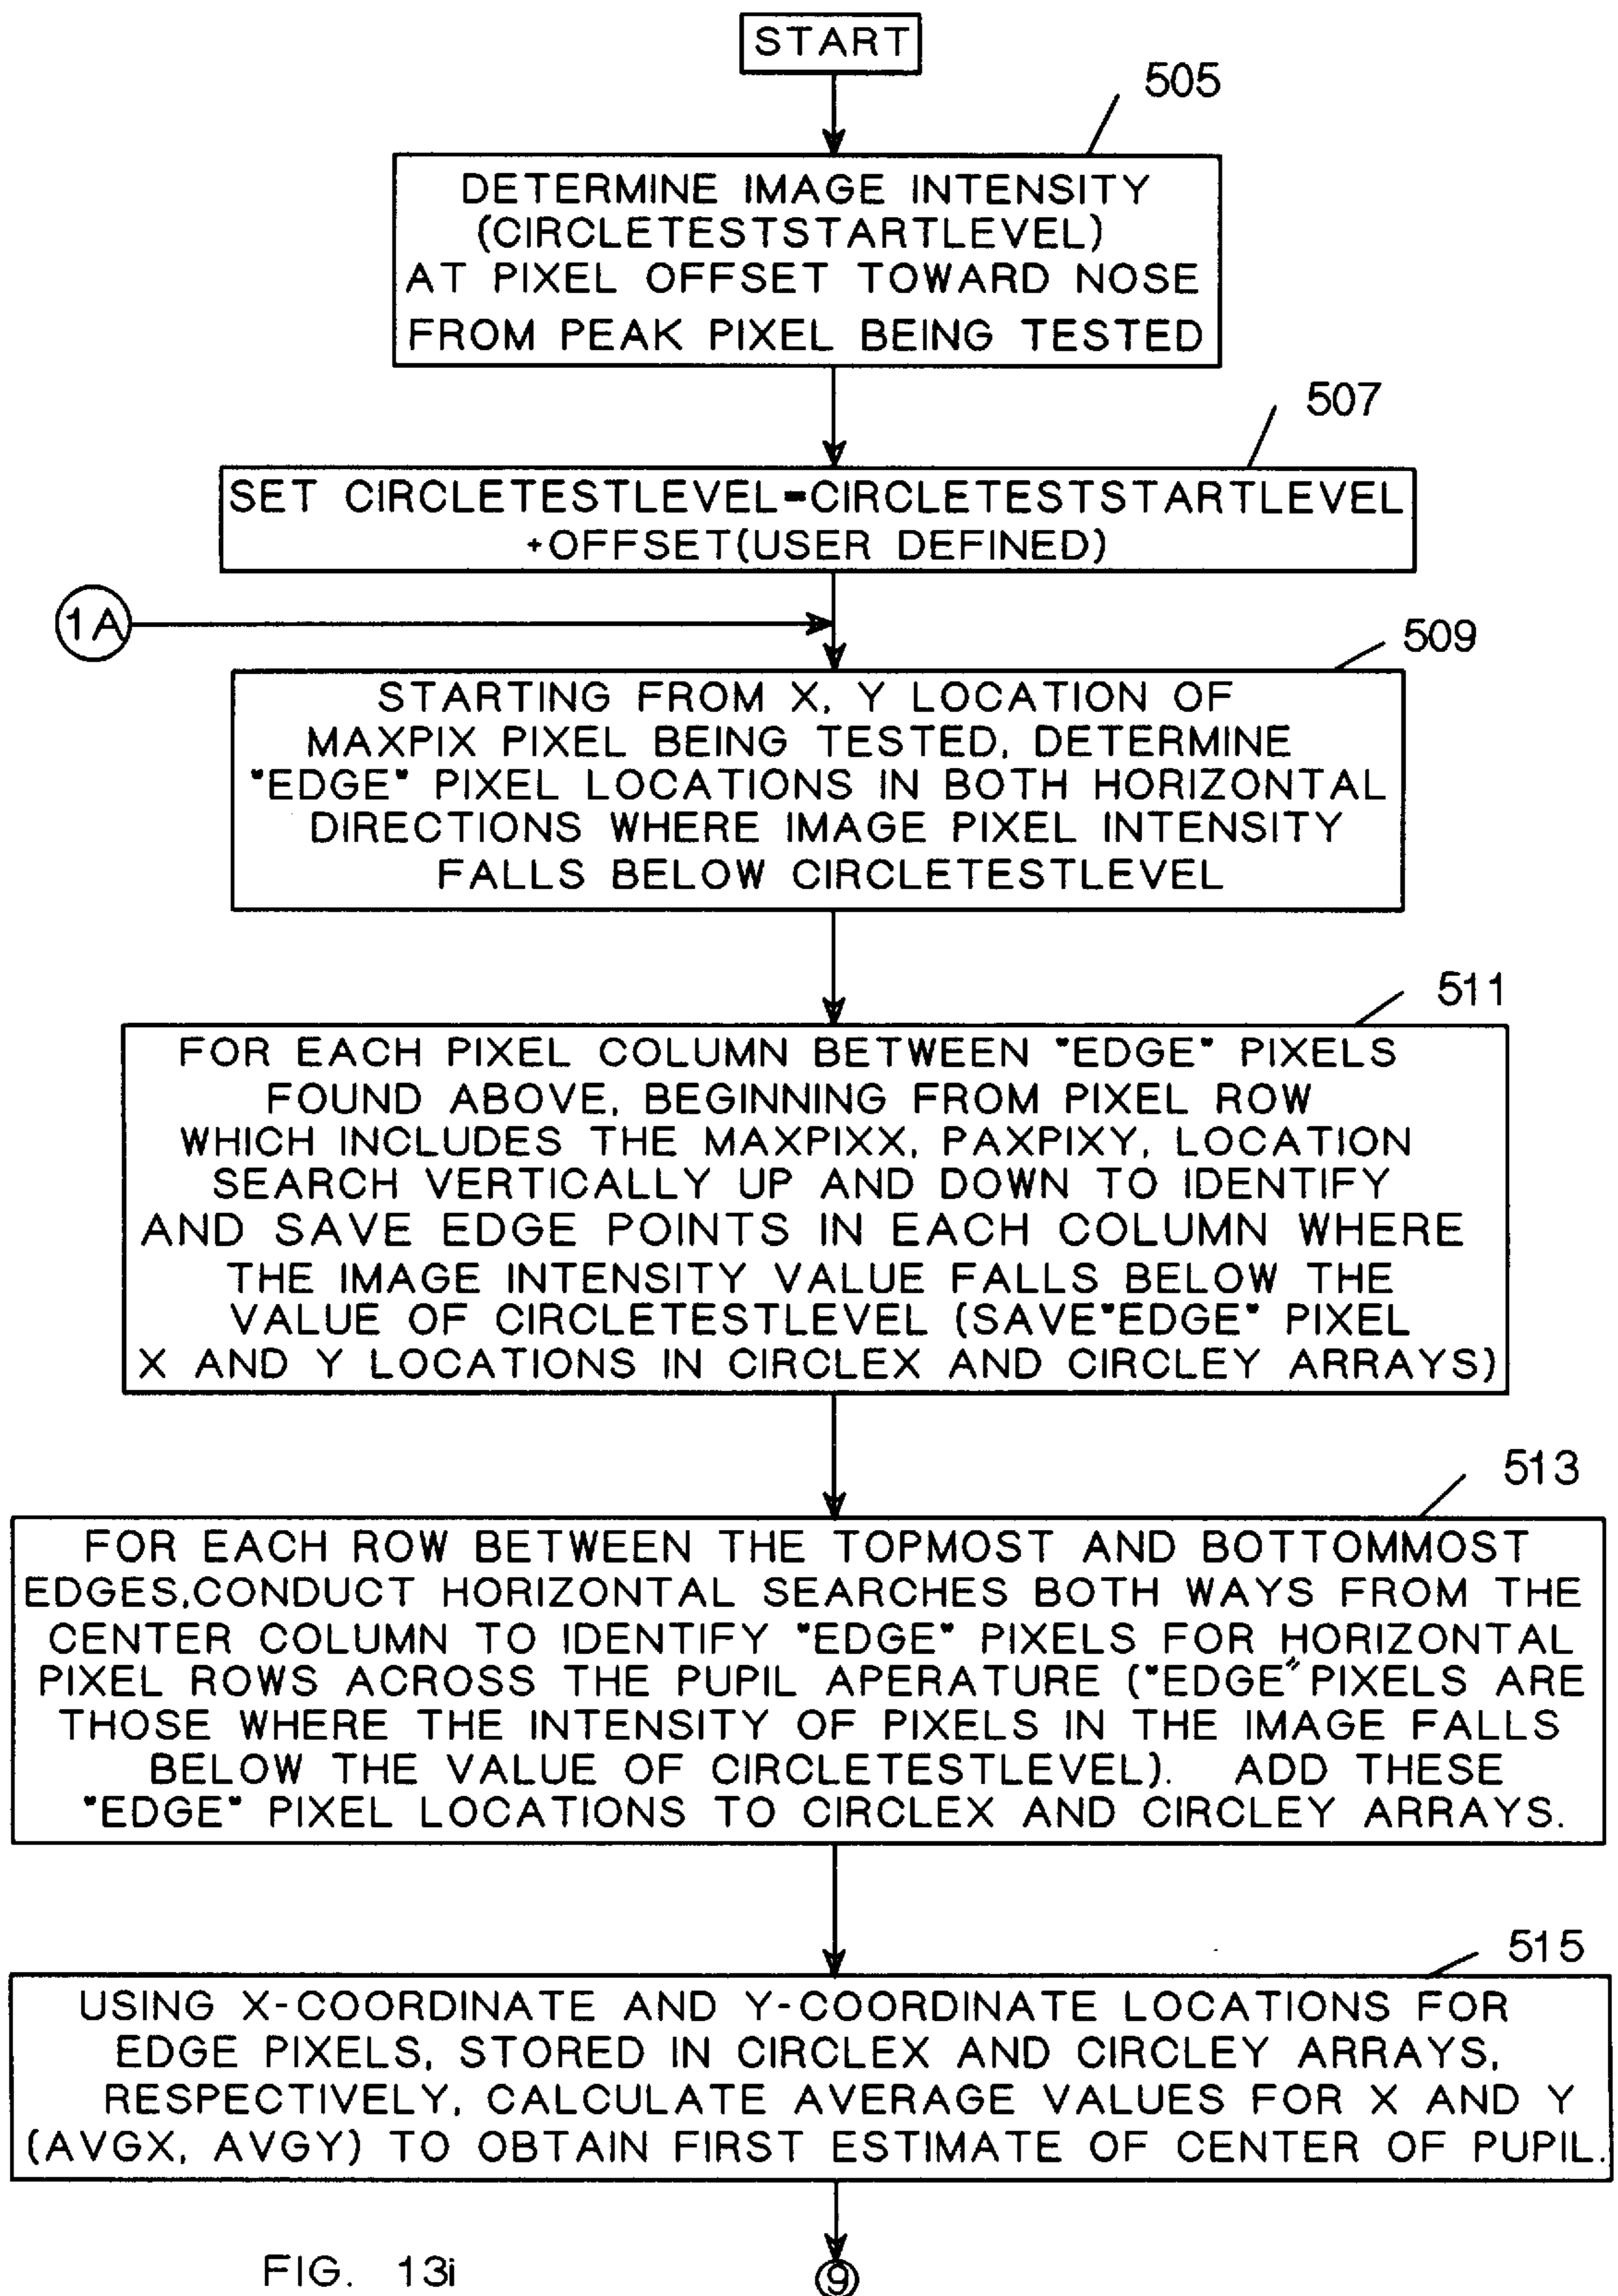 START
505
DETERMINE IMAGE INTENSITY
(CIRCLETESTSTARTLEVEL)
AT PIXEL OFFSET TOWARD NOSE
FROM PEAK PIXEL BEING TESTED
507
SET CIRCLETESTLEVEL=CIRCLETESTSTARTLEVEL
+OFFSET(USER DEFINED)
1A
509
STARTING FROM X, Y LOCATION OF
MAXPIX PIXEL BEING TESTED, DETERMINE
"EDGE" PIXEL LOCATIONS IN BOTH HORIZONTAL
DIRECTIONS WHERE IMAGE PIXEL INTENSITY
FALLS BELOW CIRCLETESTLEVEL
511
FOR EACH PIXEL COLUMN BETWEEN "EDGE" PIXELS
FOUND ABOVE, BEGINNING FROM PIXEL ROW
WHICH INCLUDES THE MAXPIXX, PAXPIXY, LOCATION
SEARCH VERTICALLY UP AND DOWN TO IDENTIFY
AND SAVE EDGE POINTS IN EACH COLUMN WHERE
THE IMAGE INTENSITY VALUE FALLS BELOW THE
VALUE OF CIRCLETESTLEVEL (SAVE"EDGE" PIXEL
X AND Y LOCATIONS IN CIRCLEX AND CIRCLEY ARRAYS)
513
FOR EACH ROW BETWEEN THE TOPMOST AND BOTTOMMOST
EDGES,CONDUCT HORIZONTAL SEARCHES BOTH WAYS FROM THE
CENTER COLUMN TO IDENTIFY "EDGE" PIXELS FOR HORIZONTAL
PIXEL ROWS ACROSS THE PUPIL APERATURE ("EDGE"PIXELS ARE
THOSE WHERE THE INTENSITY OF PIXELS IN THE IMAGE FALLS
BELOW THE VALUE OF CIRCLETESTLEVEL). ADD THESE
"EDGE" PIXEL LOCATIONS TO CIRCLEX AND CIRCLEY ARRAYS.
515
USING X-COORDINATE AND Y-COORDINATE LOCATIONS FOR
EDGE PIXELS, STORED IN CIRCLEX AND CIRCLEY ARRAYS,
RESPECTIVELY, CALCULATE AVERAGE VALUES FOR X AND Y
(AVGX, AVGY) TO OBTAIN FIRST ESTIMATE OF CENTER OF PUPIL.
FIG. 13i
9